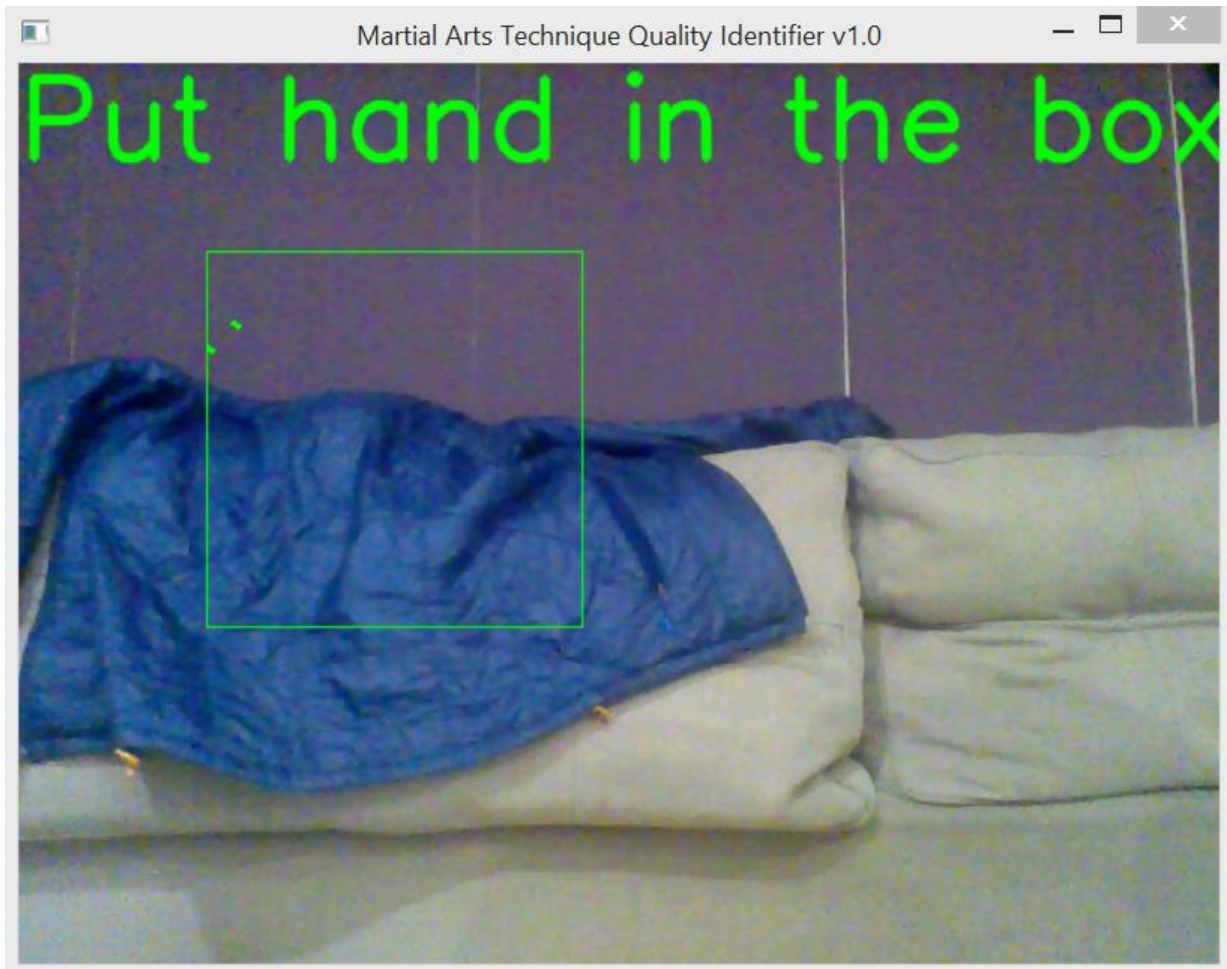 Martial Arts Technique Quality Identifier v1.0
Put hand in the box